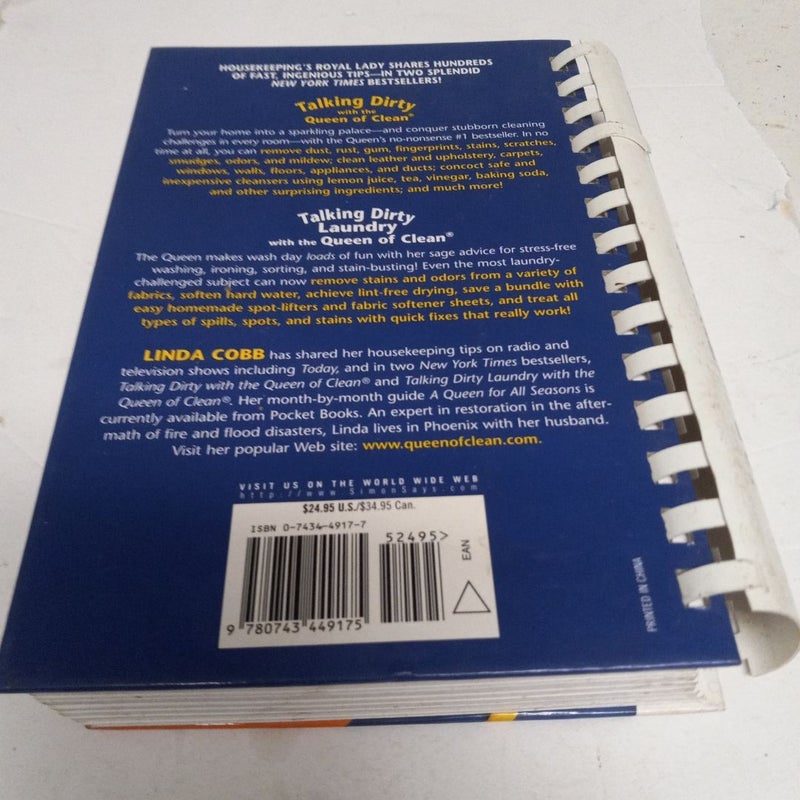 HOUSEKEEPING'S ROYAL LADY SHARES HUNDREDS
OF FAST, INGENIOUS TIPS—IN TWO SPLENDID
NEW YORK TIMES BESTSELLERS!
Talking Dirty
with the
Queen of Clean®
Turn your home into a sparkling palace—and conquer stubborn cleaning
challenges in every room—with the Queen's no-nonsense #1 bestseller. In no
time at all, you can remove dust, rust, gum, fingerprints, stains, scratches,
smudges, odors, and mildew; clean leather and upholstery, carpets,
windows, walls, floors, appliances, and ducts; concoct safe and
inexpensive cleansers using lemon juice, tea, vinegar, baking soda,
and other surprising ingredients; and much more!
Talking Dirty
Laundry
with the Queen of Clean®
The Queen makes wash day loads of fun with her sage advice for stress-free
washing, ironing, sorting, and stain-busting! Even the most laundry-
challenged subject can now remove stains and odors from a variety of
fabrics, soften hard water, achieve lint-free drying, save a bundle with
easy homemade spot-lifters and fabric softener sheets, and treat all
types of spills, spots, and stains with quick fixes that really work!
LINDA COBB has shared her housekeeping tips on radio and
television shows including Today, and in two New York Times bestsellers,
Talking Dirty with the Queen of Clean® and Talking Dirty Laundry with the
Queen of Clean®. Her month-by-month guide A Queen for All Seasons is
currently available from Pocket Books. An expert in restoration in the after-
math of fire and flood disasters, Linda lives in Phoenix with her husband.
Visit her popular Web site: www.queenofclean.com.
VISIT US ON THE WORLD WIDE WEB
http://www.SimonSays.com
$24.95 U.S./$34.95 Can.
ISBN 0-7434-4917-7
52495>
EAN
9 780743 449175
PRINTED IN CHINA